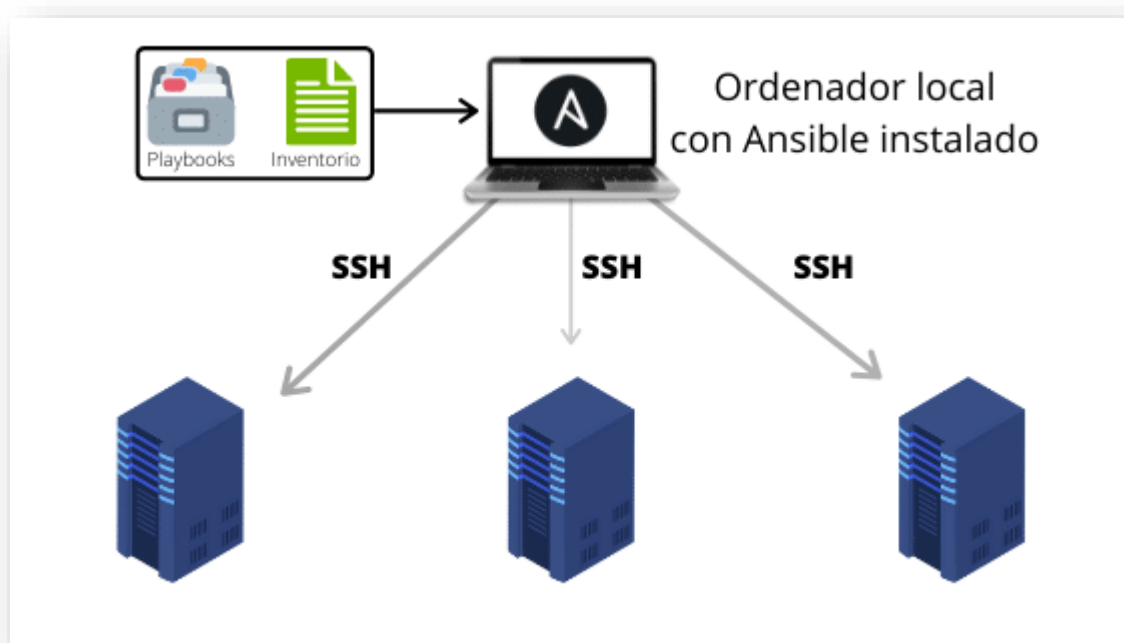 Playbooks
Inventorio
Ordenador local
con Ansible instalado
SSH
SSH
SSH